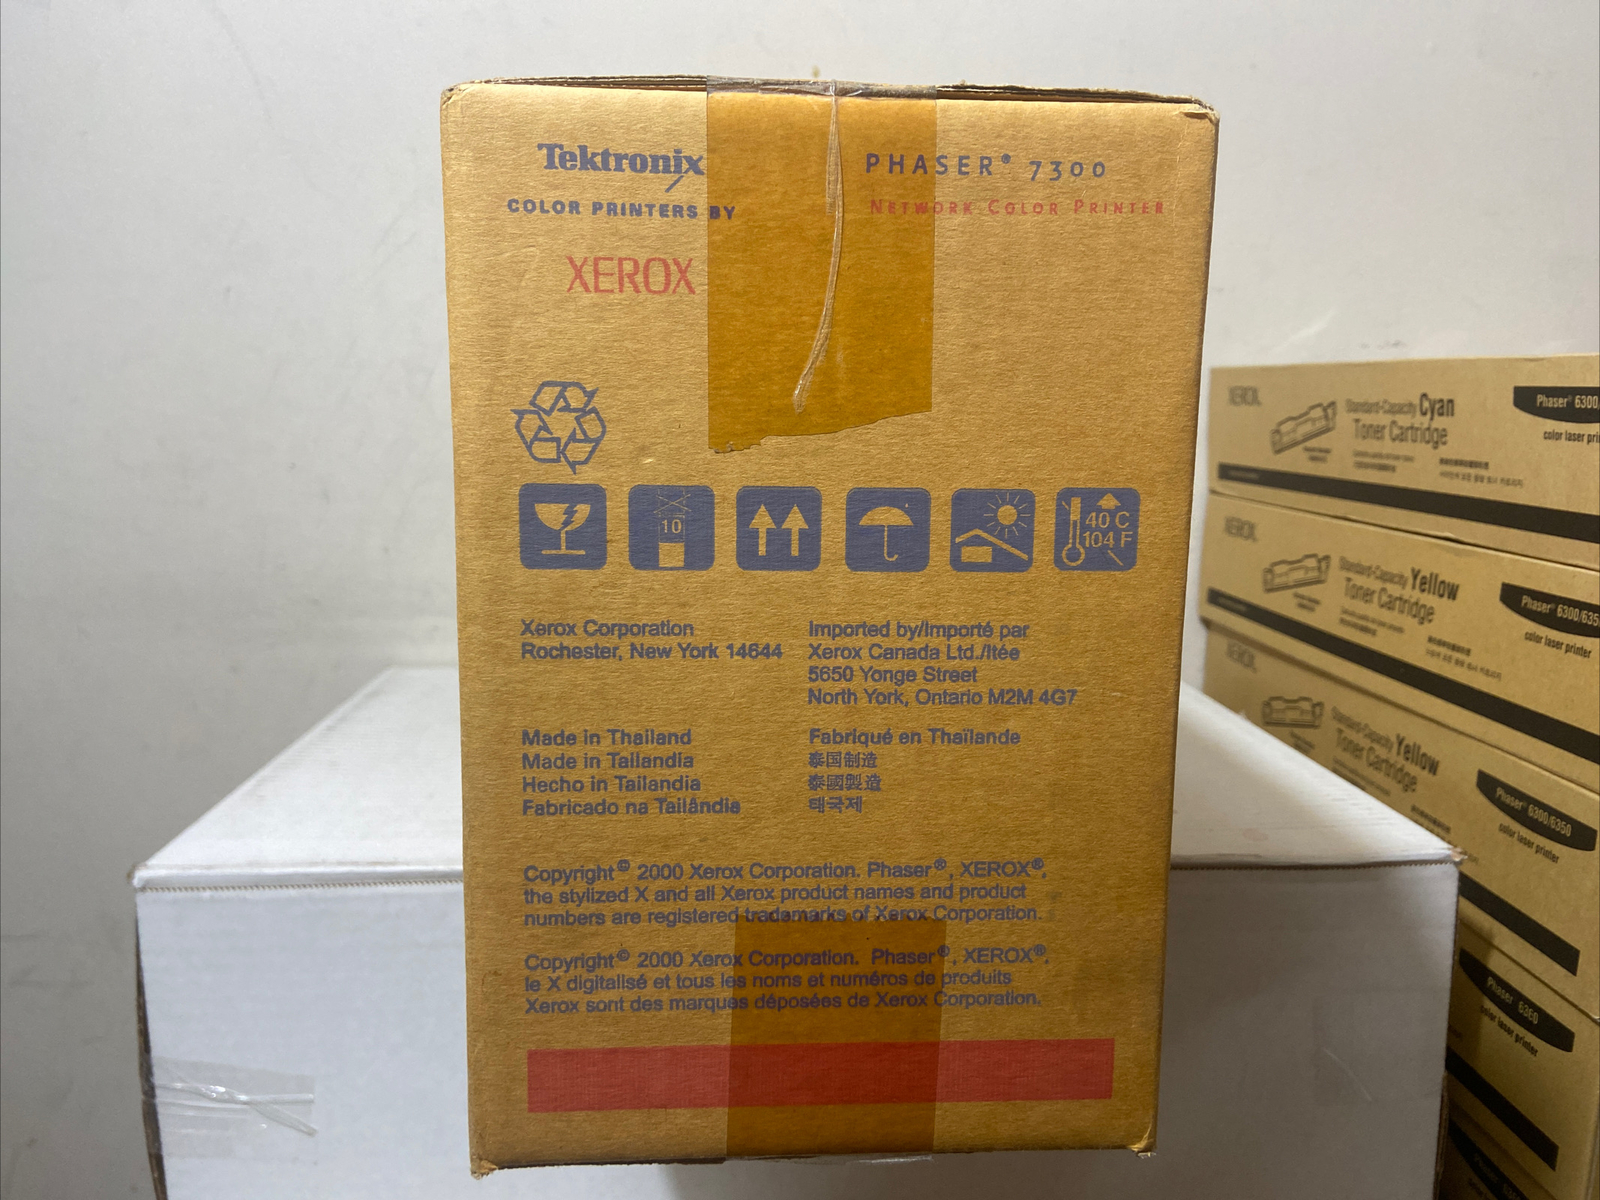 Tektronix
COLOR PRINTERS BY
XEROX
PHASER® 7300
NETWORK COLOR PRINTER
10
40 C
104 F
Xerox Corporation
Rochester, New York 14644
Imported by/Importé par
Xerox Canada Ltd./ltée
5650 Yonge Street
North York, Ontario M2M 4G7
Made in Thailand
Made in Tailandia
Hecho in Tailandia
Fabricado na Tailândia
Fabriqué en Thaïlande
泰国制造
泰國製造
태국제
Copyright© 2000 Xerox Corporation. Phaser®, XEROX®,
the stylized X and all Xerox product names and product
numbers are registered trademarks of Xerox Corporation.
Copyright© 2000 Xerox Corporation. Phaser®, XEROX®,
le X digitalisé et tous les noms et numéros de produits
Xerox sont des marques déposées de Xerox Corporation.
XEROX
Standard-Capacity Cyan
Toner Cartridge
Phaser® 6300/
color laser pri
XEROX
Standard-Capacity Yellow
Toner Cartridge
Phaser® 6300/635
color laser printer
XEROX
Standard-Capacity Yellow
Toner Cartridge
Phaser® 6300/6350
color laser printer
Phaser
color laser printer